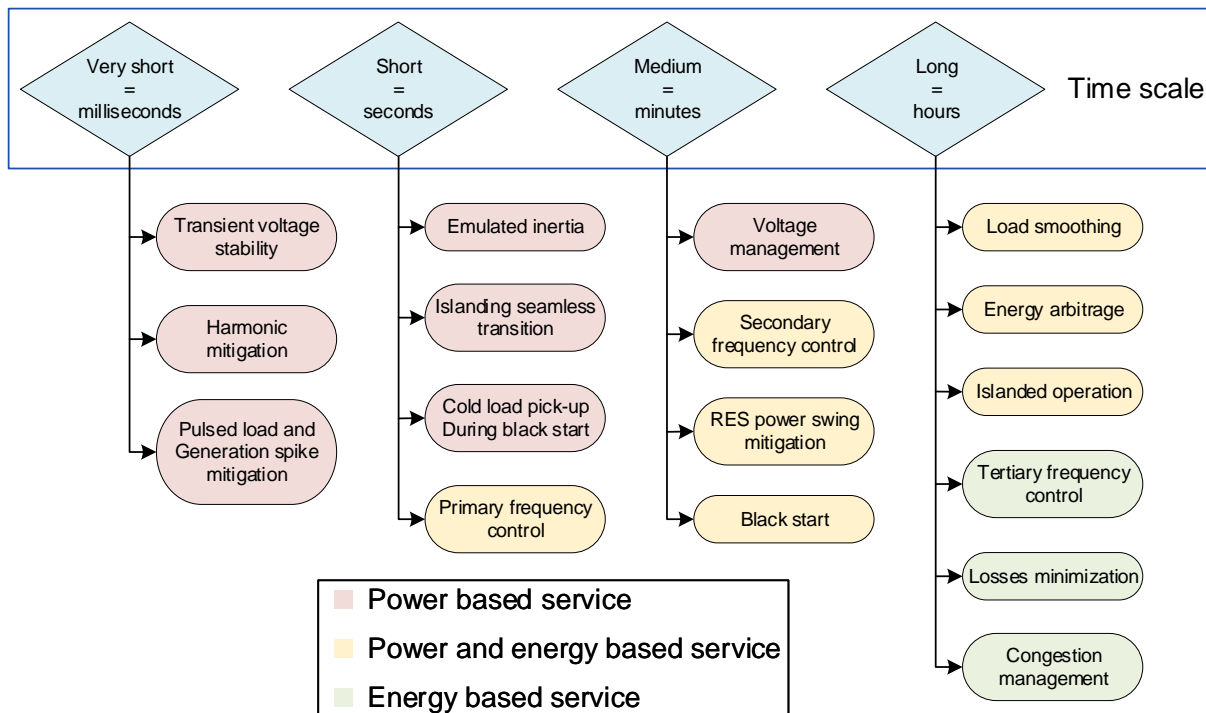 Very short
=
milliseconds
Short
=
seconds
Medium
=
minutes
Long
=
hours
Time scale
Transient voltage
stability
Harmonic
mitigation
Pulsed load and
Generation spike
mitigation
Emulated inertia
Islanding seamless
transition
Cold load pick-up
During black start
Primary frequency
control
Voltage
management
Secondary
frequency control
RES power swing
mitigation
Black start
Load smoothing
Energy arbitrage
Islanded operation
Tertiary frequency
control
Losses minimization
Congestion
management
Power based service
Power and energy based service
Energy based service